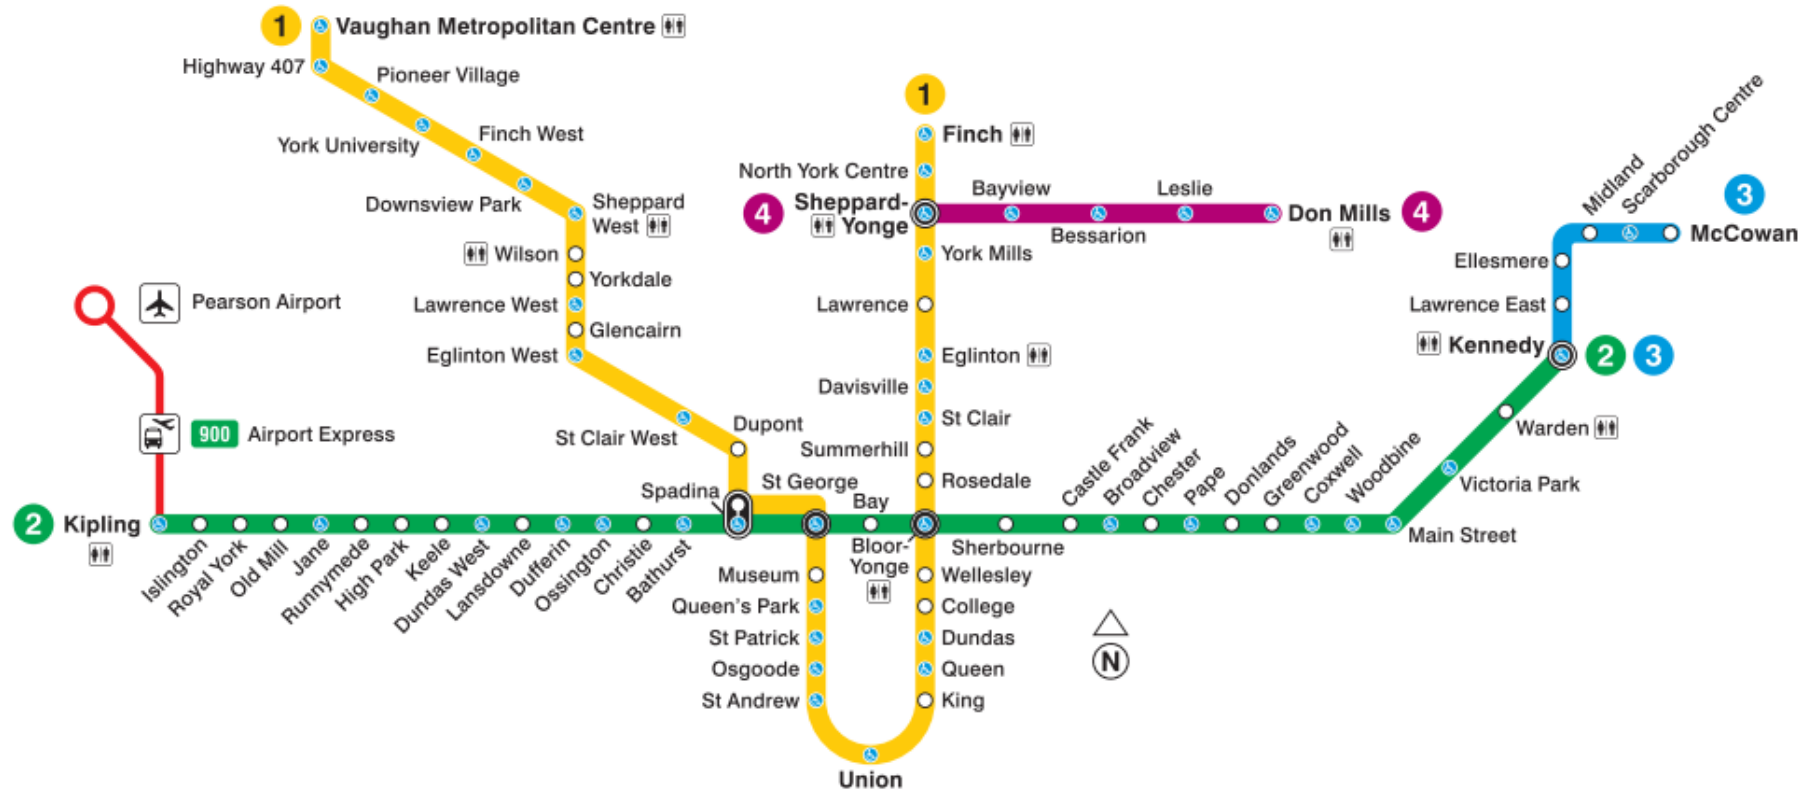 1
Vaughan Metropolitan Centre
Highway 407
Pioneer Village
York University
Finch West
Downsview Park
Sheppard
West
Wilson
Yorkdale
Lawrence West
Glencairn
Eglinton West
St Clair West
Dupont
Spadina
St George
Museum
Queen's Park
St Patrick
Osgoode
St Andrew
Union
1
Finch
North York Centre
4
Sheppard-
Yonge
Bayview
Bessarion
Leslie
Don Mills
4
York Mills
Lawrence
Eglinton
Davisville
St Clair
Summerhill
Rosedale
Bay
Bloor-
Yonge
Wellesley
College
Dundas
Queen
King
Pearson Airport
900
Airport Express
2
Kipling
Islington
Royal York
Old Mill
Jane
Runnymede
High Park
Keele
Dundas West
Lansdowne
Dufferin
Ossington
Christie
Bathurst
Sherbourne
Castle Frank
Broadview
Chester
Pape
Donlands
Greenwood
Coxwell
Woodbine
Main Street
Victoria Park
Warden
Kennedy
2
3
Lawrence East
Ellesmere
Midland
Scarborough Centre
McCowan
3
N